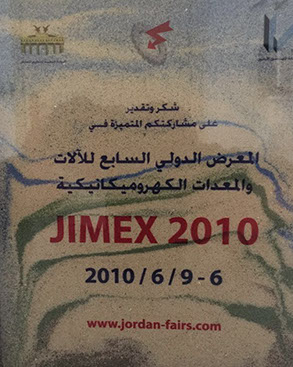 شكر وتقدير
على مشاركتكم المتميزة في
المعرض الدولي السابع للآلات
والمعدات الكهروميكانيكية
JIMEX 2010
2010 / 6 / 9 - 6
www.jordan-fairs.com